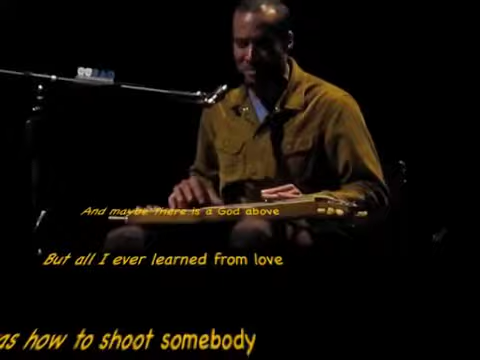 And maybe There is a God above
But all I ever learned from love
as how to shoot somebody